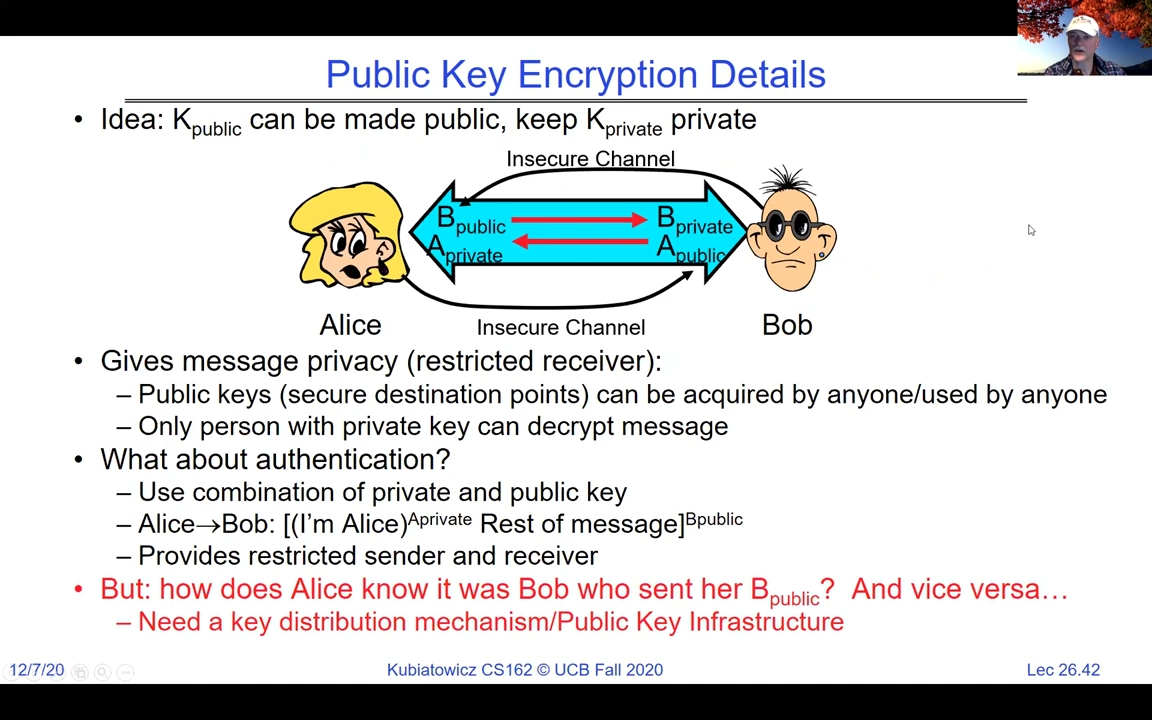 Public Key Encryption Details
• Idea: Kpublic can be made public, keep Kprivate private
Insecure Channel
Bpublic Bprivate
Aprivate Apublic
Insecure Channel
Alice Bob
• Gives message privacy (restricted receiver):
– Public keys (secure destination points) can be acquired by anyone/used by anyone
– Only person with private key can decrypt message
• What about authentication?
– Use combination of private and public key
– Alice→Bob: [(I’m Alice)Aprivate Rest of message]Bpublic
– Provides restricted sender and receiver
• But: how does Alice know it was Bob who sent her Bpublic? And vice versa…
– Need a key distribution mechanism/Public Key Infrastructure
12/7/20 Kubiatowicz CS162 © UCB Fall 2020 Lec 26.42